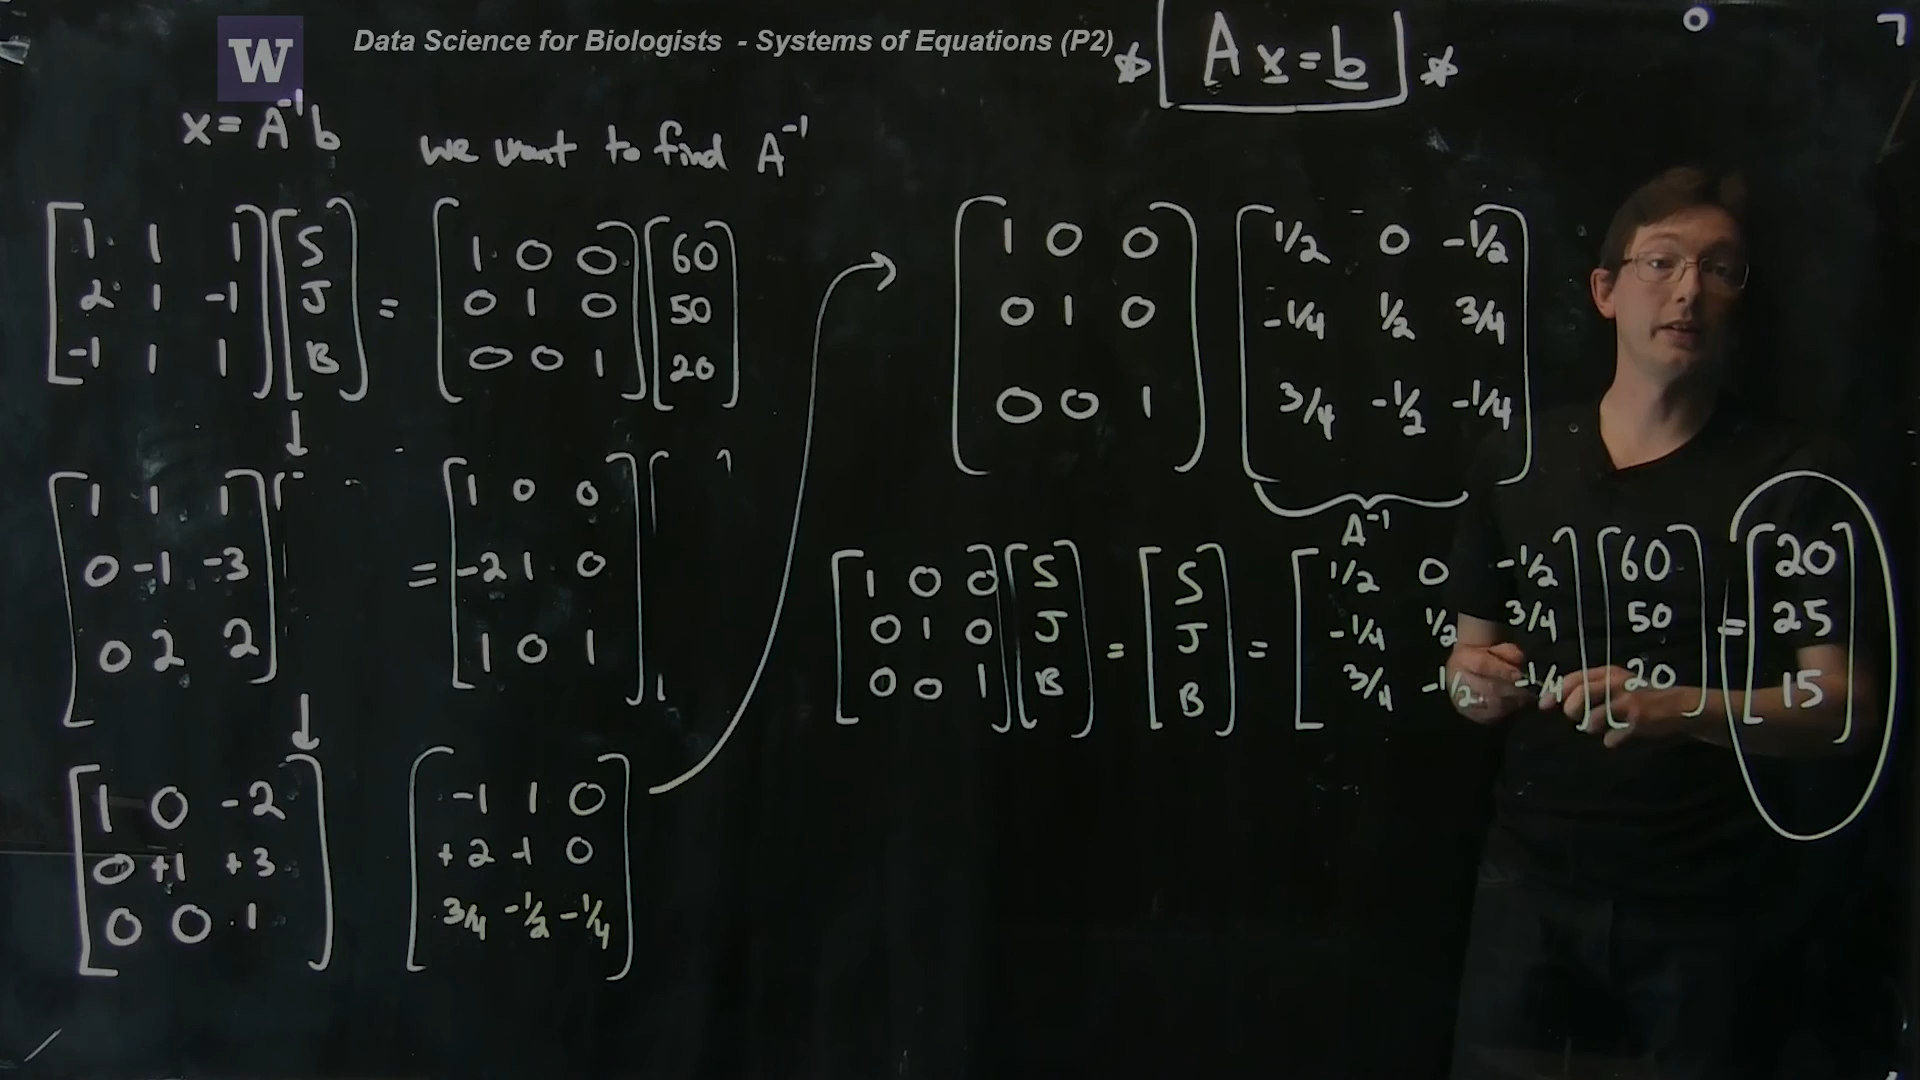 W
Data Science for Biologists - Systems of Equations (P2)
* A x = b *
x = A⁻¹b
we want to find A⁻¹
1 1 1 S 1 0 0 60
2 1 -1 J = 0 1 0 50
-1 1 1 B 0 0 1 20
↓
1 1 1 1 0 0
0 -1 -3 = -2 1 0
0 2 2 1 0 1
↓
1 0 -2 -1 1 0
0 +1 +3 +2 -1 0
0 0 1 3/4 -1/2 -1/4
1 0 0 1/2 0 -1/2
0 1 0 -1/4 1/2 3/4
0 0 1 3/4 -1/2 -1/4
A⁻¹
1 0 0 S S 1/2 0 -1/2 60 20
0 1 0 J = J = -1/4 1/2 3/4 50 = 25
0 0 1 B B 3/4 -1/2 -1/4 20 15